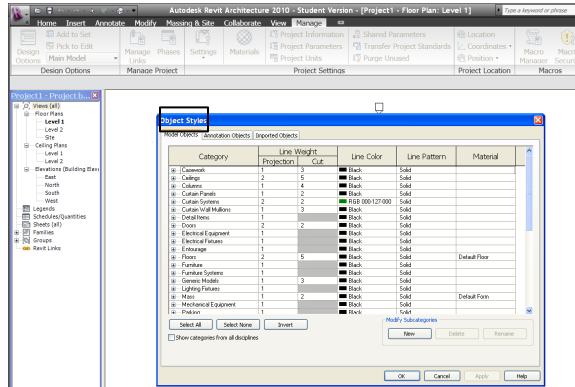 Autodesk Revit Architecture 2010 - Student Version - [Project1 - Floor Plan: Level 1]
Type a keyword or phrase
Home Insert Annotate Modify Massing & Site Collaborate View Manage
Add to Set
Pick to Edit
Main Model
Design Options
Manage Links
Phases
Settings
Materials
Project Information
Project Parameters
Project Units
Shared Parameters
Transfer Project Standards
Purge Unused
Location
Coordinates
Position
Macro Manager
Macro Securi
Design Options Manage Project Project Settings Project Location Macros
Project1 - Project b...
Views (all)
Floor Plans
Level 1
Level 2
Site
Ceiling Plans
Level 1
Level 2
Elevations (Building Elev
East
North
South
West
Legends
Schedules/Quantities
Sheets (all)
Families
Groups
Revit Links
Object Styles
Model Objects Annotation Objects Imported Objects
Category Line Weight Line Color Line Pattern Material
Projection Cut
Casework 1 3 Black Solid
Ceilings 2 5 Black Solid
Columns 1 4 Black Solid
Curtain Panels 1 2 Black Solid
Curtain Systems 2 2 RGB 000-127-000 Solid
Curtain Wall Mullions 1 3 Black Solid
Detail Items 1 Black Solid
Doors 2 2 Black Solid
Electrical Equipment 1 Black Solid
Electrical Fixtures 1 Black Solid
Entourage 1 Black Solid
Floors 2 5 Black Solid Default Floor
Furniture 1 Black Solid
Furniture Systems 1 Black Solid
Generic Models 1 3 Black Solid
Lighting Fixtures 1 Black Solid
Mass 1 2 Black Solid Default Form
Mechanical Equipment 1 Black Solid
Parking 1 Black Solid
Select All Select None Invert
Modify Subcategories
New Delete Rename
Show categories from all disciplines
OK Cancel Apply Help